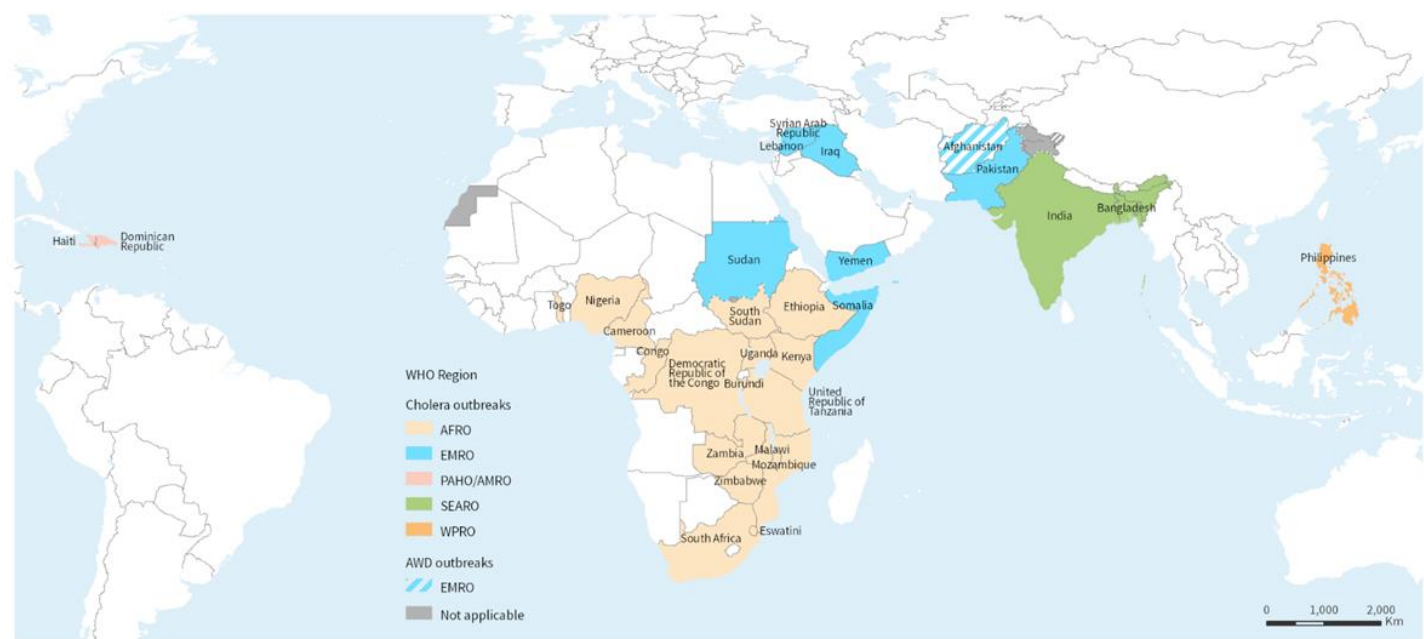 Syrian Arab
Republic
Lebanon
Iraq
Afghanistan
Pakistan
India
Bangladesh
Haïti
Dominican
Republic
Sudan
Yemen
Philippines
Togo
Nigeria
South
Sudan
Ethiopia
Somalia
Cameroon
Congo
Democratic
Republic of
the Congo
Uganda
Kenya
Burundi
United
Republic of
Tanzania
Zambia
Malawi
Mozambique
Zimbabwe
South Africa
Eswatini
WHO Region
Cholera outbreaks
AFRO
EMRO
PAHO/AMRO
SEARO
WPRO
AWD outbreaks
EMRO
Not applicable
0 1,000 2,000
Km